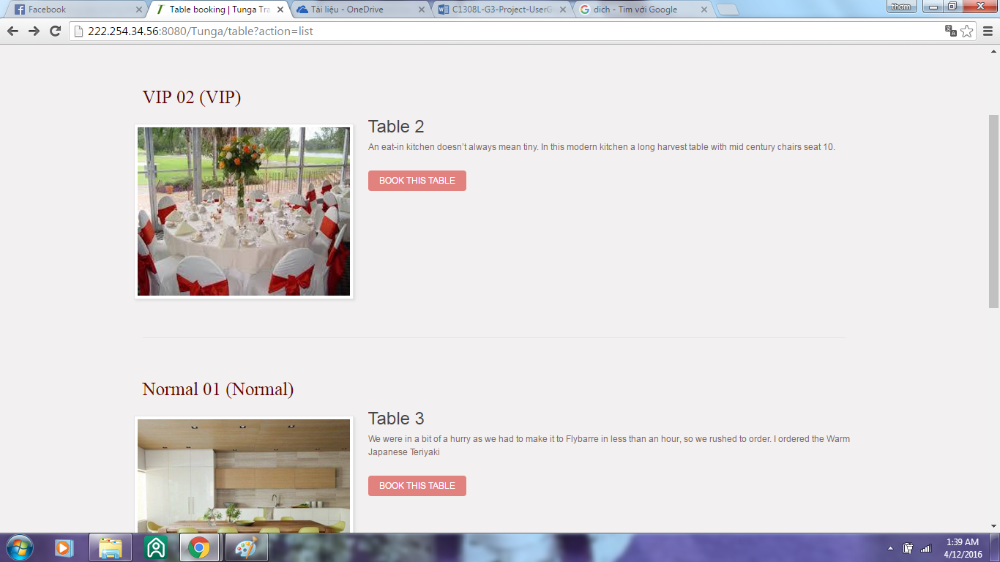 Facebook
Table booking | Tunga Tra
Tài liệu - OneDrive
C1308L-G3-Project-UserG
dich - Tìm với Google
thom
222.254.34.56:8080/Tunga/table?action=list
VIP 02 (VIP)
Table 2
An eat-in kitchen doesn’t always mean tiny. In this modern kitchen a long harvest table with mid century chairs seat 10.
BOOK THIS TABLE
Normal 01 (Normal)
Table 3
We were in a bit of a hurry as we had to make it to Flybarre in less than an hour, so we rushed to order. I ordered the Warm
Japanese Teriyaki
BOOK THIS TABLE
1:39 AM
4/12/2016